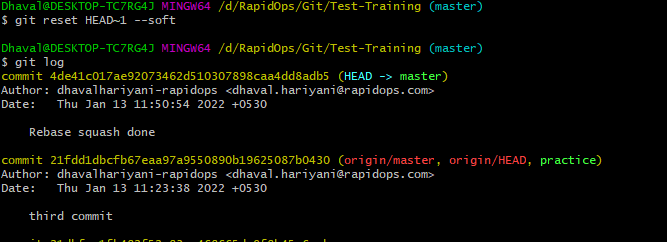 Dhaval@DESKTOP-TC7RG4J MINGW64 /d/RapidOps/Git/Test-Training (master)
$ git reset HEAD~1 --soft
Dhaval@DESKTOP-TC7RG4J MINGW64 /d/RapidOps/Git/Test-Training (master)
$ git log
commit 4de41c017ae92073462d510307898caa4dd8adb5 (HEAD -> master)
Author: dhavalhariyani-rapidops <dhaval.hariyani@rapidops.com>
Date: Thu Jan 13 11:50:54 2022 +0530
Rebase squash done
commit 21fdd1dbcfb67eaa97a9550890b19625087b0430 (origin/master, origin/HEAD, practice)
Author: dhavalhariyani-rapidops <dhaval.hariyani@rapidops.com>
Date: Thu Jan 13 11:23:38 2022 +0530
third commit